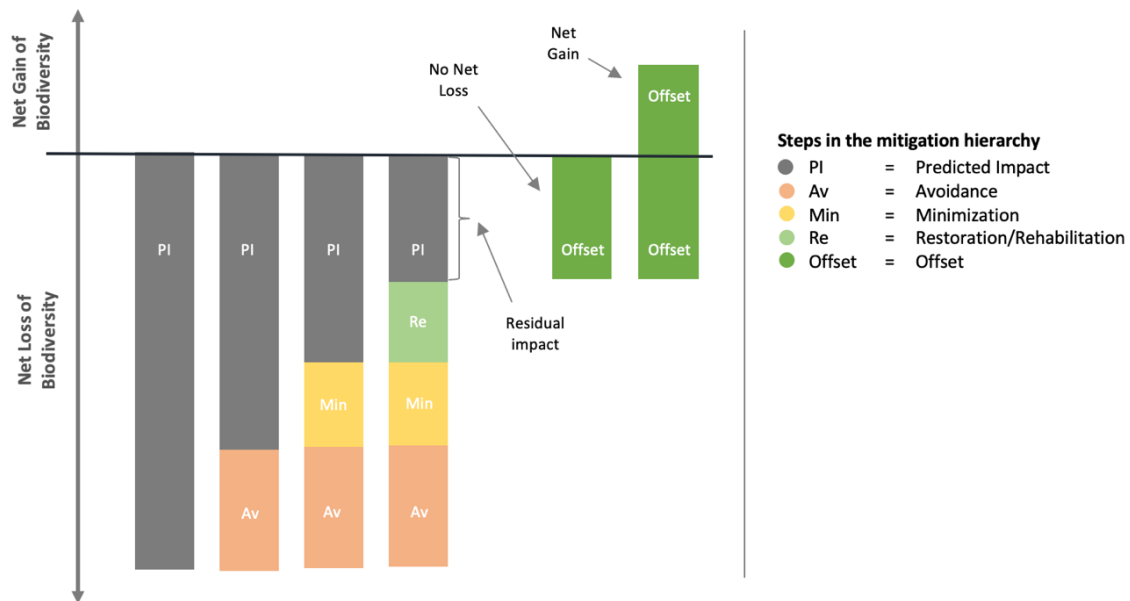 Net Gain of
Biodiversity
Net Loss of
Biodiversity
Net
Gain
No Net
Loss
Offset
PI
PI
PI
PI
Offset
Offset
Re
Residual
impact
Min
Min
Av
Av
Av
Steps in the mitigation hierarchy
PI = Predicted Impact
Av = Avoidance
Min = Minimization
Re = Restoration/Rehabilitation
Offset = Offset